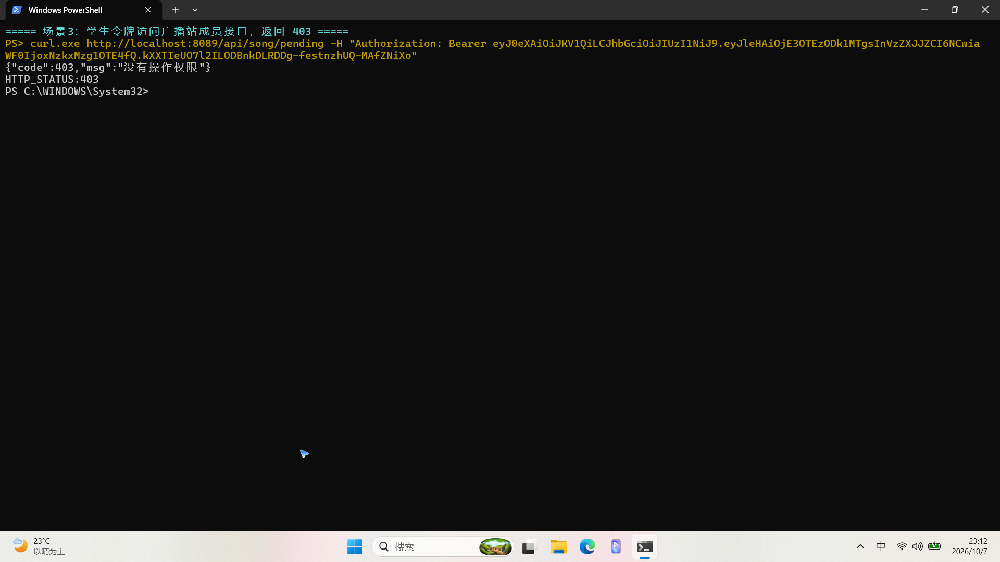 Windows PowerShell
===== 场景3: 学生令牌访问广播站成员接口, 返回 403 =====
PS> curl.exe http://localhost:8089/api/song/pending -H "Authorization: Bearer eyJ0eXAiOiJKV1QiLCJhbGciOiJIUzI1NiJ9.eyJleHAiOjE3OTEzODk1MTgsInVzZXJJZCI6NCwia
WF0IjoxNzkxMzg1OTE4fQ.kXXTIeUO7l2ILODBnkDLRDDg-festnzhUQ-MAfZNiXo"
{"code":403,"msg":"没有操作权限"}
HTTP_STATUS:403
PS C:\WINDOWS\System32>
23°C
以晴为主
搜索
中
23:12
2026/10/7